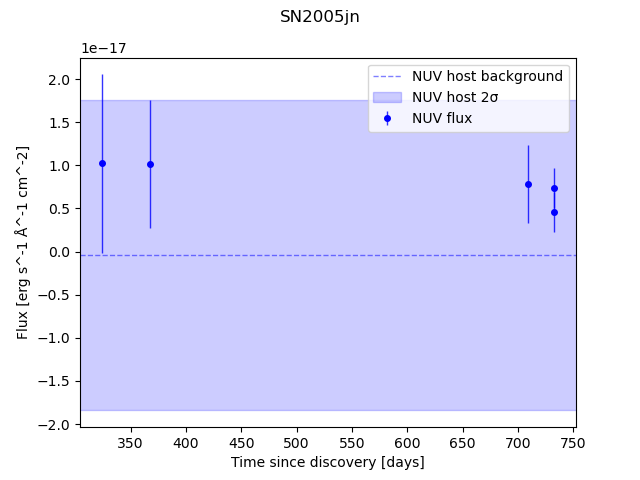 SN2005jn
1e−17
NUV host background
NUV host 2σ
NUV flux
2.0
1.5
1.0
0.5
0.0
−0.5
−1.0
−1.5
−2.0
Flux [erg s^-1 Å^-1 cm^-2]
350 400 450 500 550 600 650 700 750
Time since discovery [days]